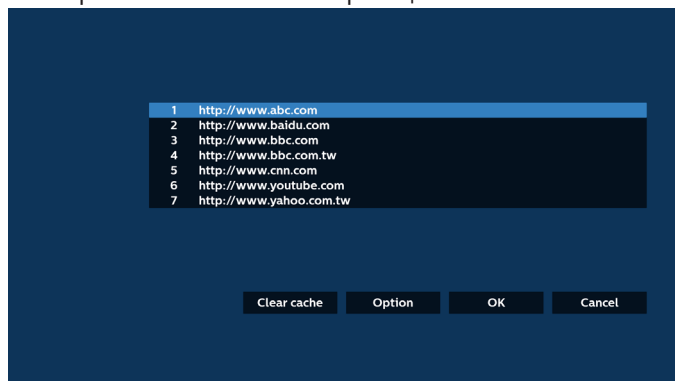 1 http://www.abc.com
2 http://www.baidu.com
3 http://www.bbc.com
4 http://www.bbc.com.tw
5 http://www.cnn.com
6 http://www.youtube.com
7 http://www.yahoo.com.tw
Clear cache Option OK Cancel